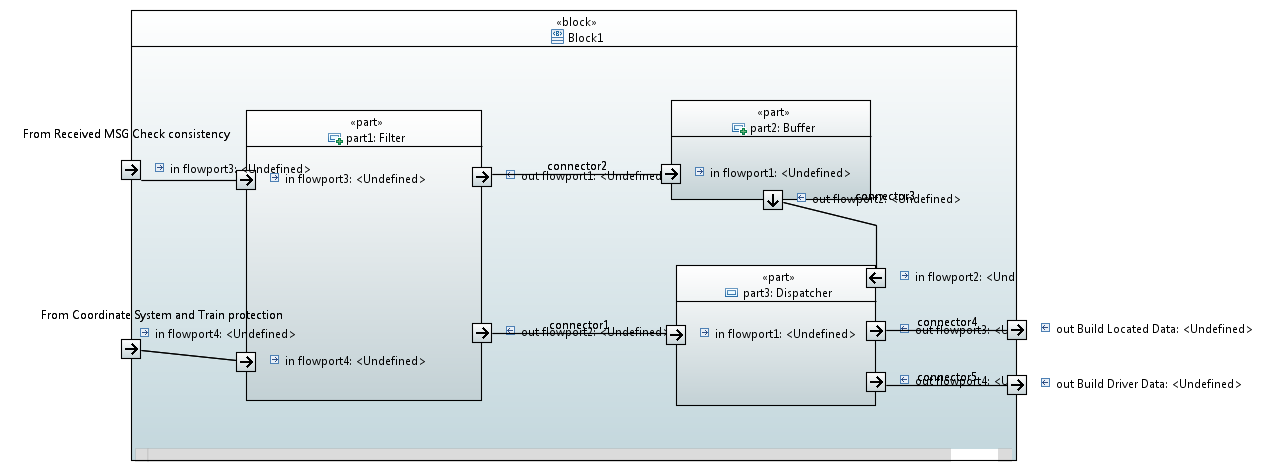 «block»
Block1
From Received MSG Check consistency
in flowport3: <Undefined>
«part»
part1: Filter
in flowport3: <Undefined>
out flowport1: <Undefined
connector2
«part»
part2: Buffer
in flowport1: <Undefined>
out flowport2: <Undefined>
connector3
From Coordinate System and Train protection
in flowport4: <Undefined>
in flowport4: <Undefined>
out flowport2: <Undefined>
connector1
«part»
part3: Dispatcher
in flowport2: <Und
in flowport1: <Undefined>
connector4
out flowport3: <U
out Build Located Data: <Undefined>
connector5
out flowport4: <U
out Build Driver Data: <Undefined>